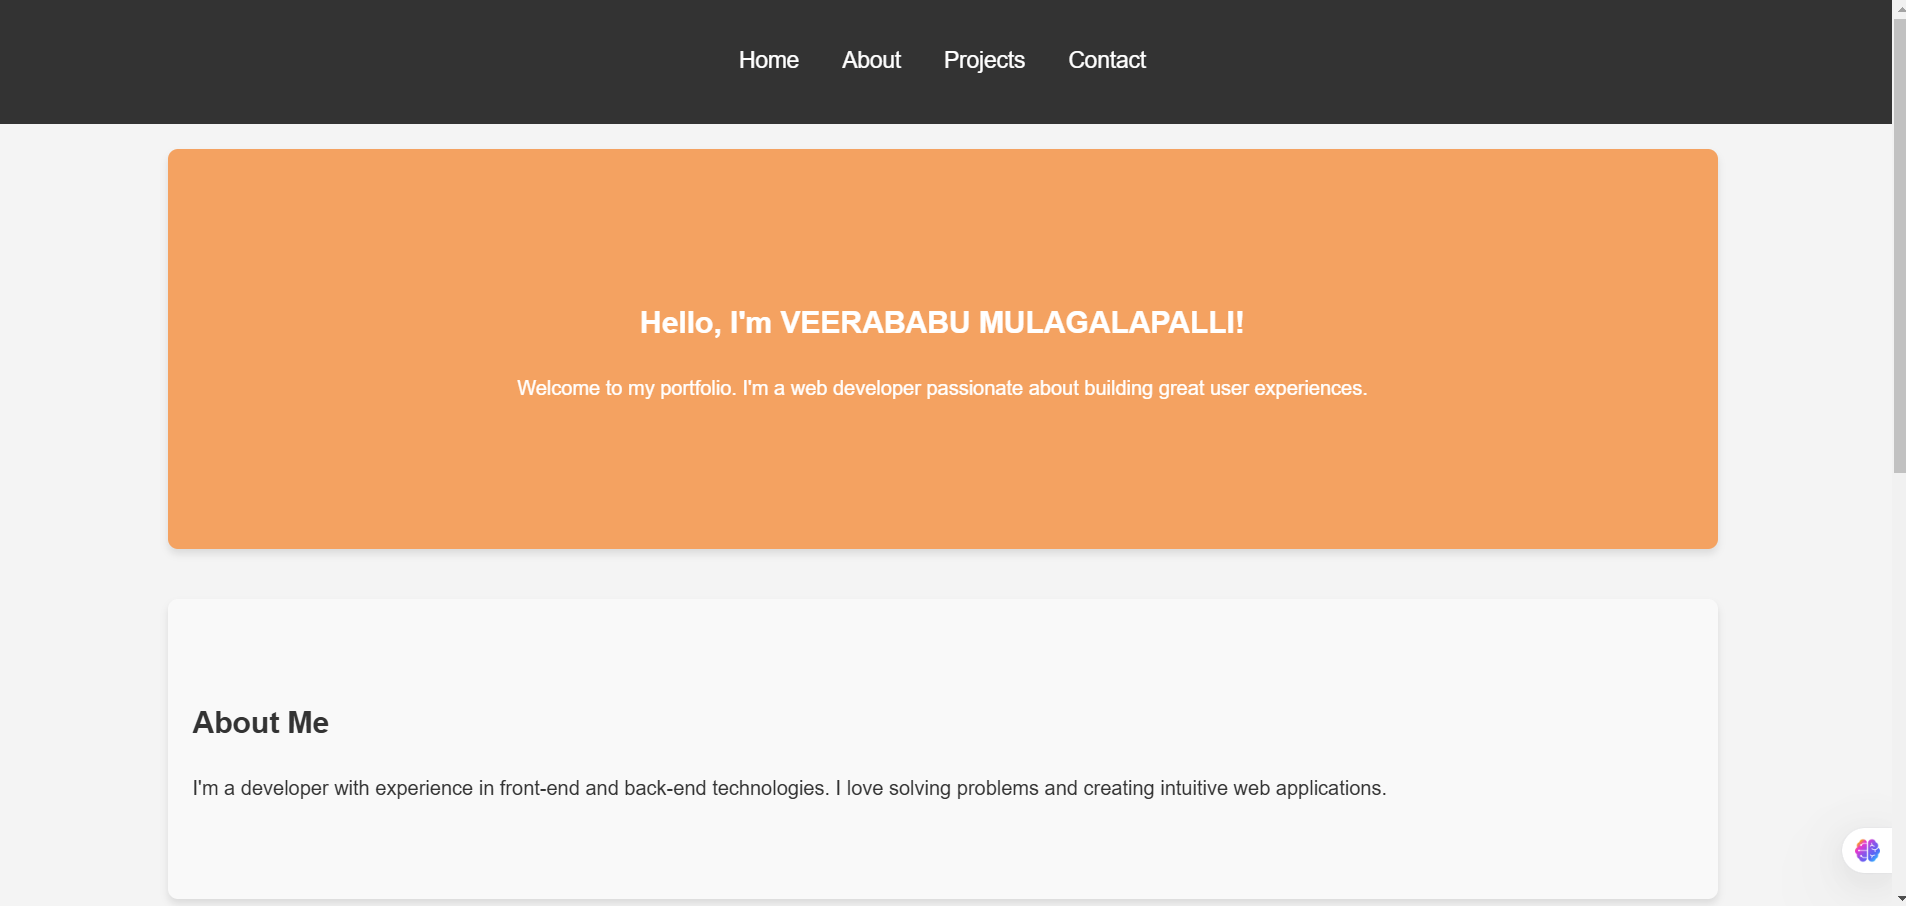 Home About Projects Contact
Hello, I'm VEERABABU MULAGALAPALLI!
Welcome to my portfolio. I'm a web developer passionate about building great user experiences.
About Me
I'm a developer with experience in front-end and back-end technologies. I love solving problems and creating intuitive web applications.